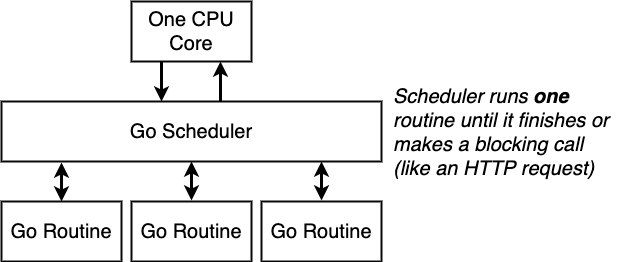 One CPU
Core
Go Scheduler
Scheduler runs one
routine until it finishes or
makes a blocking call
(like an HTTP request)
Go Routine
Go Routine
Go Routine